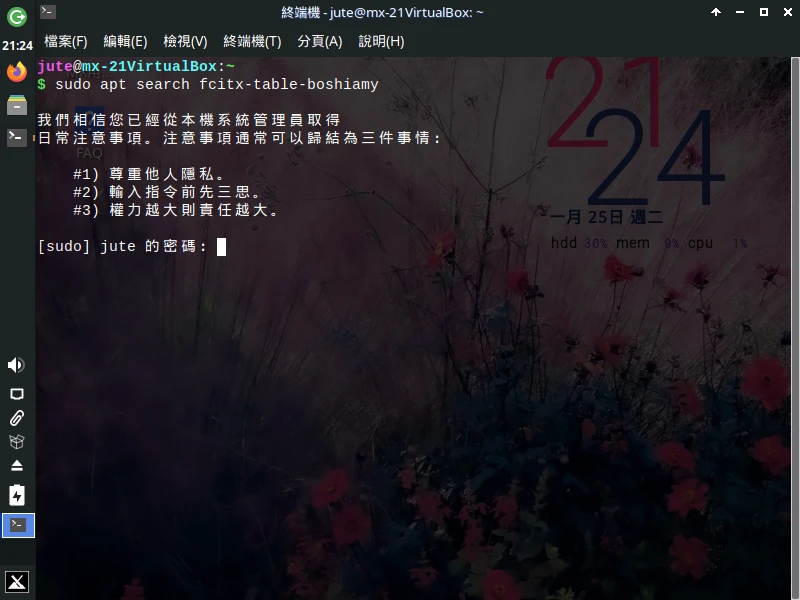 終端機 - jute@mx-21VirtualBox: ~
21:24
檔案(F) 編輯(E) 檢視(V) 終端機(T) 分頁(A) 說明(H)
jute@mx-21VirtualBox:~
$ sudo apt search fcitx-table-boshiamy
我們相信您已經從本機系統管理員取得
日常注意事項。注意事項通常可以歸結為三件事情:
FAQ
#1) 尊重他人隱私。
#2) 輸入指令前先三思。
#3) 權力越大則責任越大。
[sudo] jute 的密碼:
21
24
一月 25日 週二
hdd 30% mem 9% cpu 1%